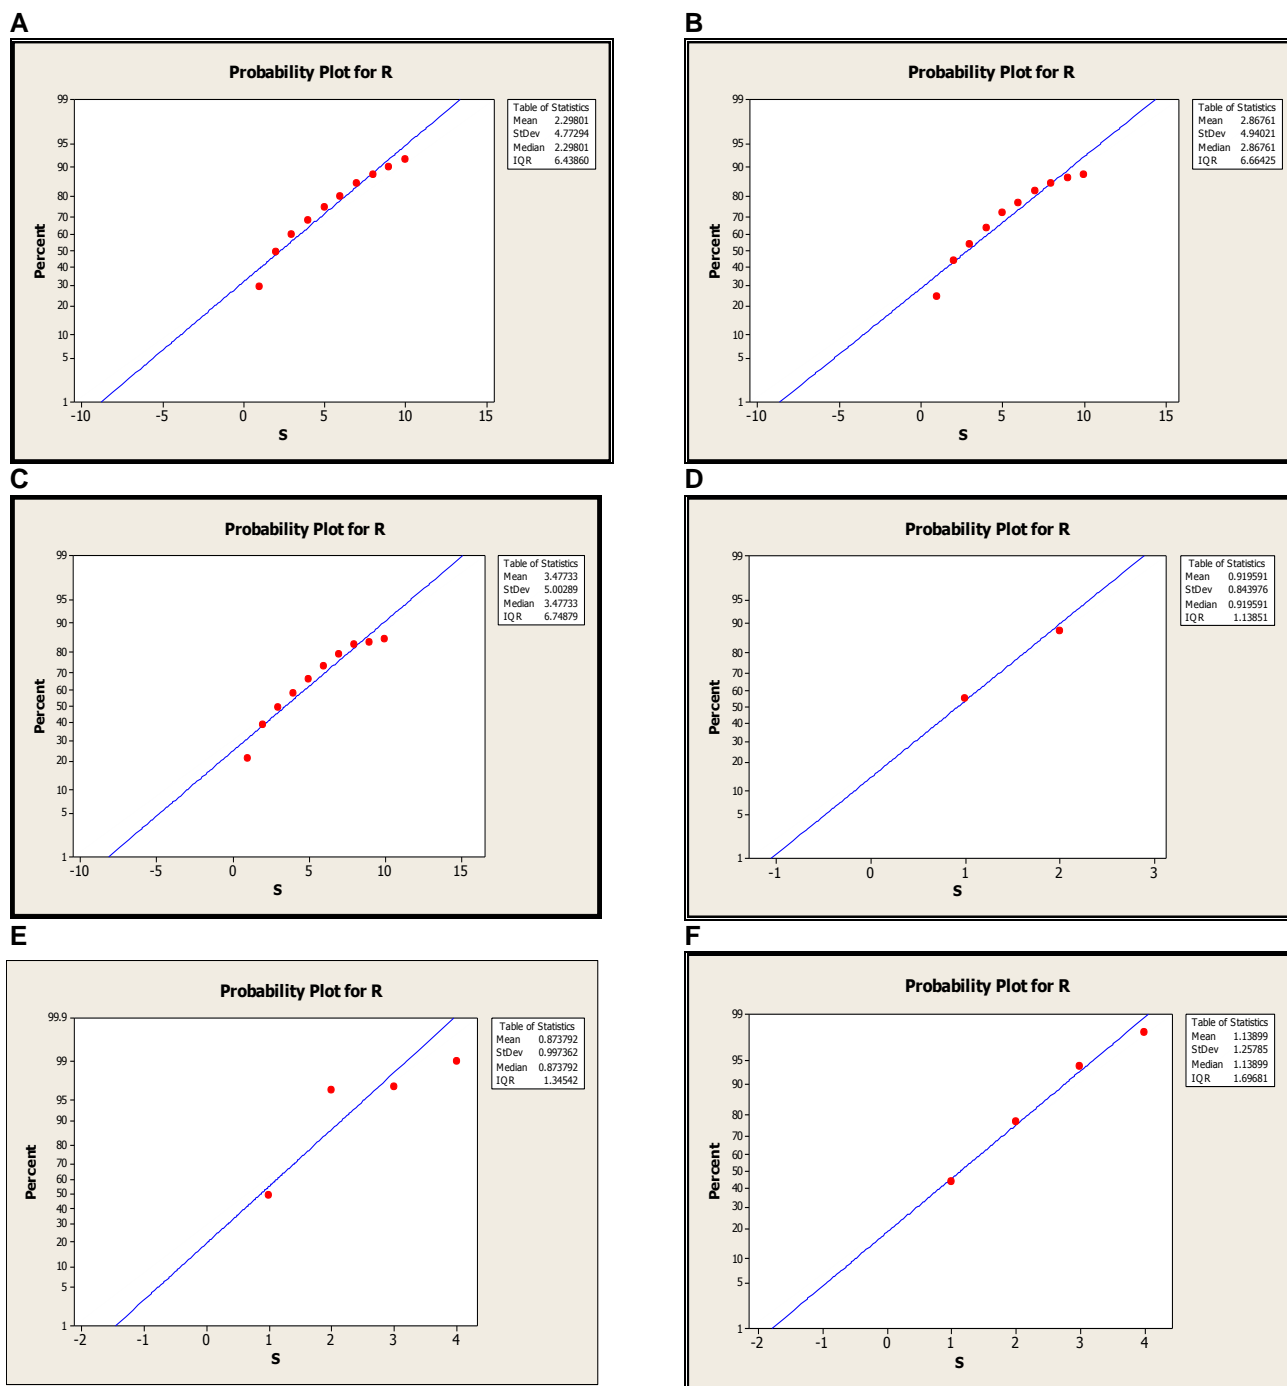 A
Probability Plot for R
99
95
90
80
70
60
50
40
30
20
10
5
1
Percent
-10 -5 0 5 10 15
S
Table of Statistics
Mean 2.29801
StDev 4.77294
Median 2.29801
IQR 6.43860
B
Probability Plot for R
99
95
90
80
70
60
50
40
30
20
10
5
1
Percent
-10 -5 0 5 10 15
S
Table of Statistics
Mean 2.86761
StDev 4.94021
Median 2.86761
IQR 6.66425
C
Probability Plot for R
99
95
90
80
70
60
50
40
30
20
10
5
1
Percent
-10 -5 0 5 10 15
S
Table of Statistics
Mean 3.47733
StDev 5.00289
Median 3.47733
IQR 6.74879
D
Probability Plot for R
99
95
90
80
70
60
50
40
30
20
10
5
1
Percent
-1 0 1 2 3
S
Table of Statistics
Mean 0.919591
StDev 0.843976
Median 0.919591
IQR 1.13851
E
Probability Plot for R
99.9
99
95
90
80
70
60
50
40
30
20
10
5
1
Percent
-2 -1 0 1 2 3 4
S
Table of Statistics
Mean 0.873792
StDev 0.997362
Median 0.873792
IQR 1.34542
F
Probability Plot for R
99
95
90
80
70
60
50
40
30
20
10
5
1
Percent
-2 -1 0 1 2 3 4
S
Table of Statistics
Mean 1.13899
StDev 1.25785
Median 1.13899
IQR 1.69681